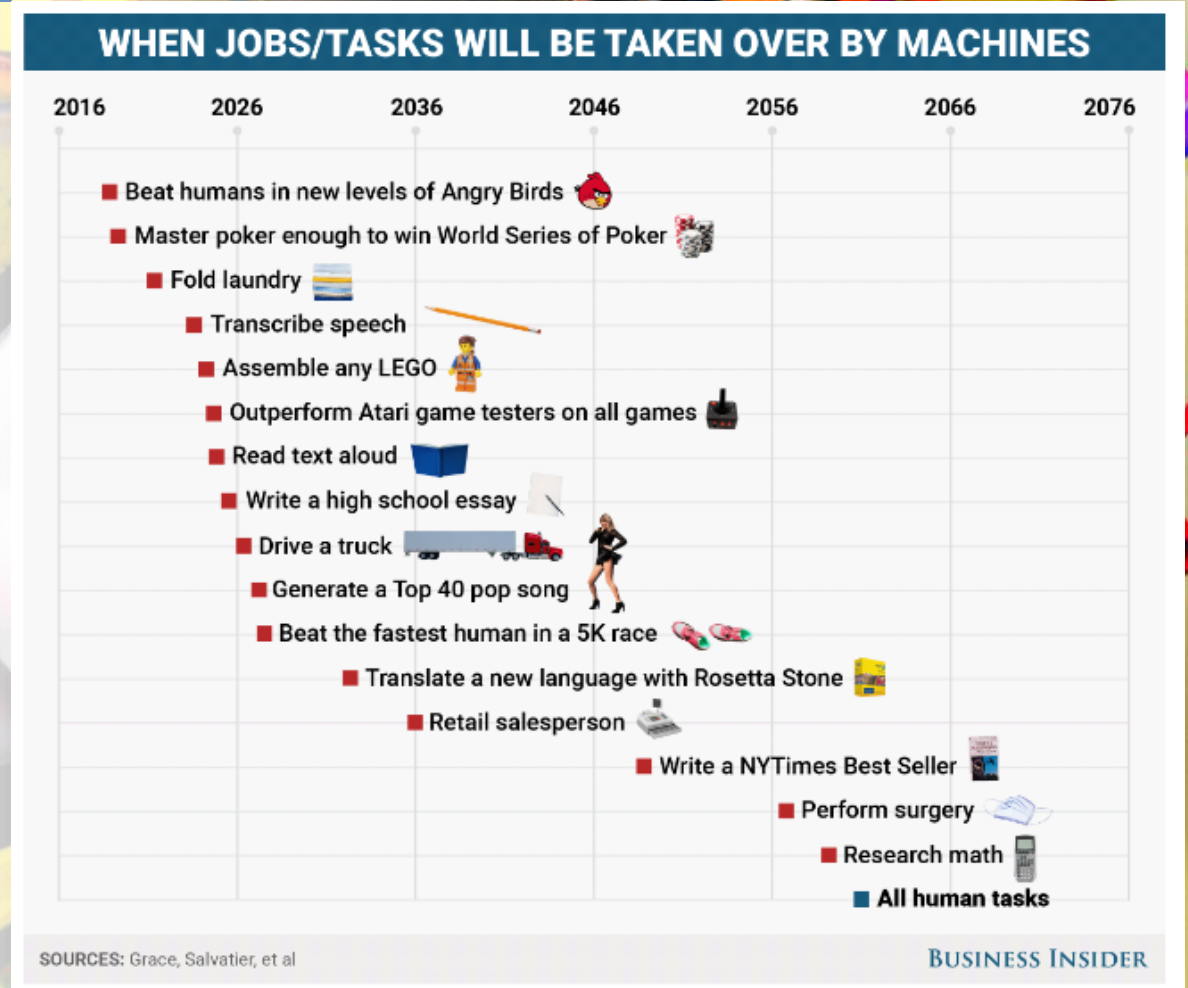 WHEN JOBS/TASKS WILL BE TAKEN OVER BY MACHINES
2016 2026 2036 2046 2056 2066 2076
Beat humans in new levels of Angry Birds
Master poker enough to win World Series of Poker
Fold laundry
Transcribe speech
Assemble any LEGO
Outperform Atari game testers on all games
Read text aloud
Write a high school essay
Drive a truck
Generate a Top 40 pop song
Beat the fastest human in a 5K race
Translate a new language with Rosetta Stone
Retail salesperson
Write a NYTimes Best Seller
Perform surgery
Research math
All human tasks
SOURCES: Grace, Salvatier, et al BUSINESS INSIDER